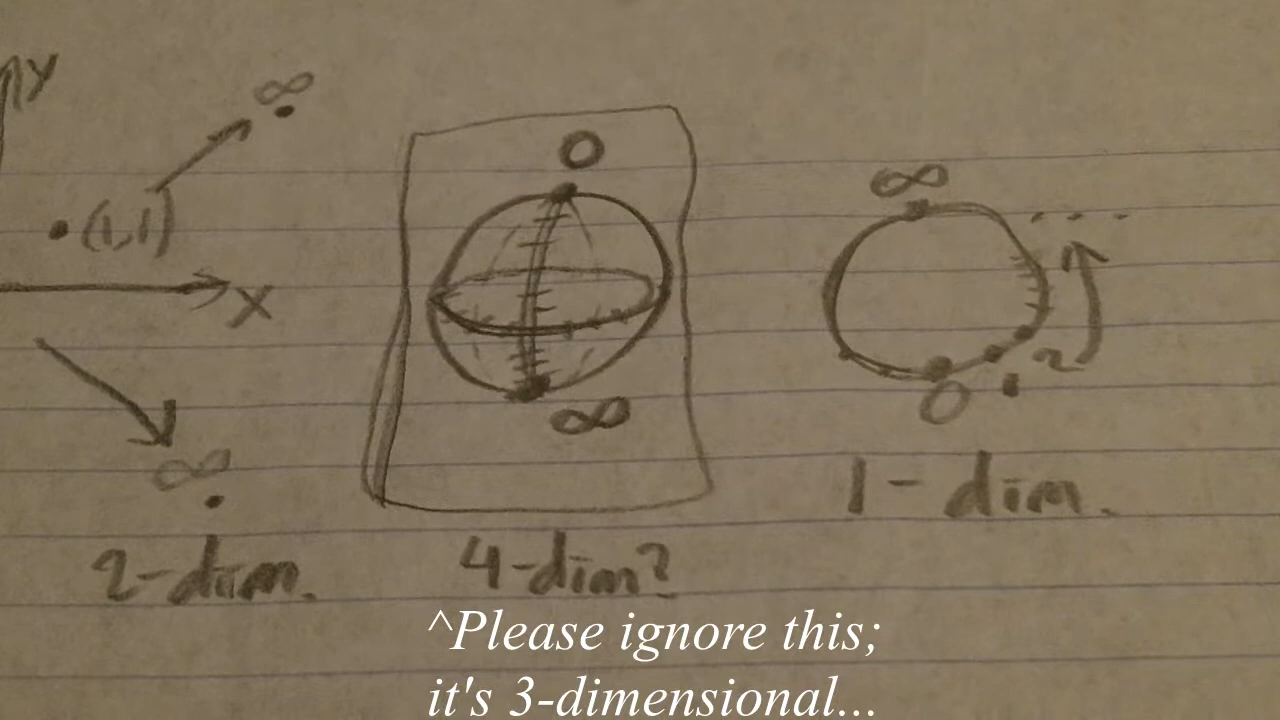 y
∞
(1,1)
x
∞
2-dim.
0
∞
4-dim?
∞
...
0 1 2
1-dim.
^Please ignore this;
it's 3-dimensional...